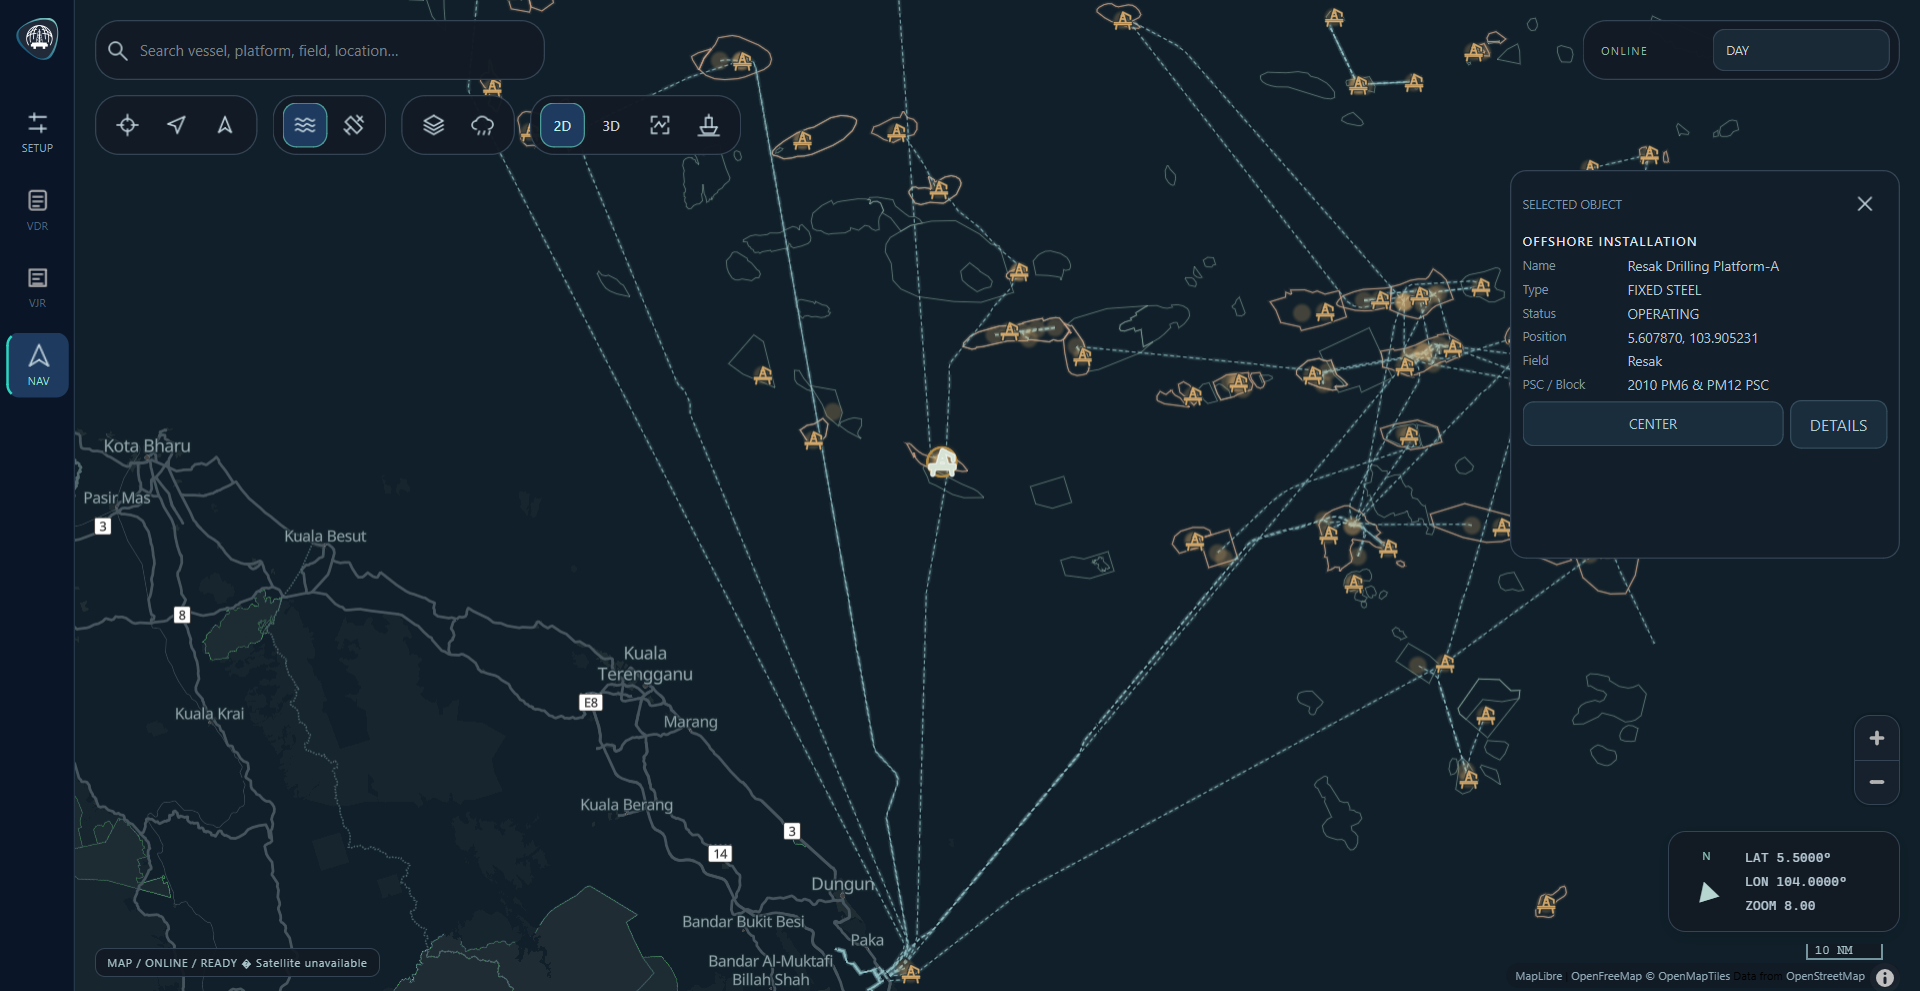 Search vessel, platform, field, location...
ONLINE
DAY
2D
3D
SETUP
VDR
VJR
NAV
SELECTED OBJECT
OFFSHORE INSTALLATION
Name Resak Drilling Platform-A
Type FIXED STEEL
Status OPERATING
Position 5.607870, 103.905231
Field Resak
PSC / Block 2010 PM6 & PM12 PSC
CENTER
DETAILS
Kota Bharu
Pasir Mas
3
Kuala Besut
8
Kuala
Terengganu
E8
Kuala Krai
Marang
Kuala Berang
3
14
Dungun
Bandar Bukit Besi
Paka
Bandar Al-Muktafi
Billah Shah
+
−
N
LAT 5.5000°
LON 104.0000°
ZOOM 8.00
10 NM
MAP / ONLINE / READY � Satellite unavailable
MapLibre OpenFreeMap © OpenMapTiles Data from OpenStreetMap